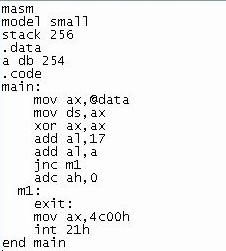 masm
model small
stack 256
.data
a db 254
.code
main:
mov ax,@data
mov ds,ax
xor ax,ax
add al,17
add al,a
jnc m1
adc ah,0
m1:
exit:
mov ax,4c00h
int 21h
end main